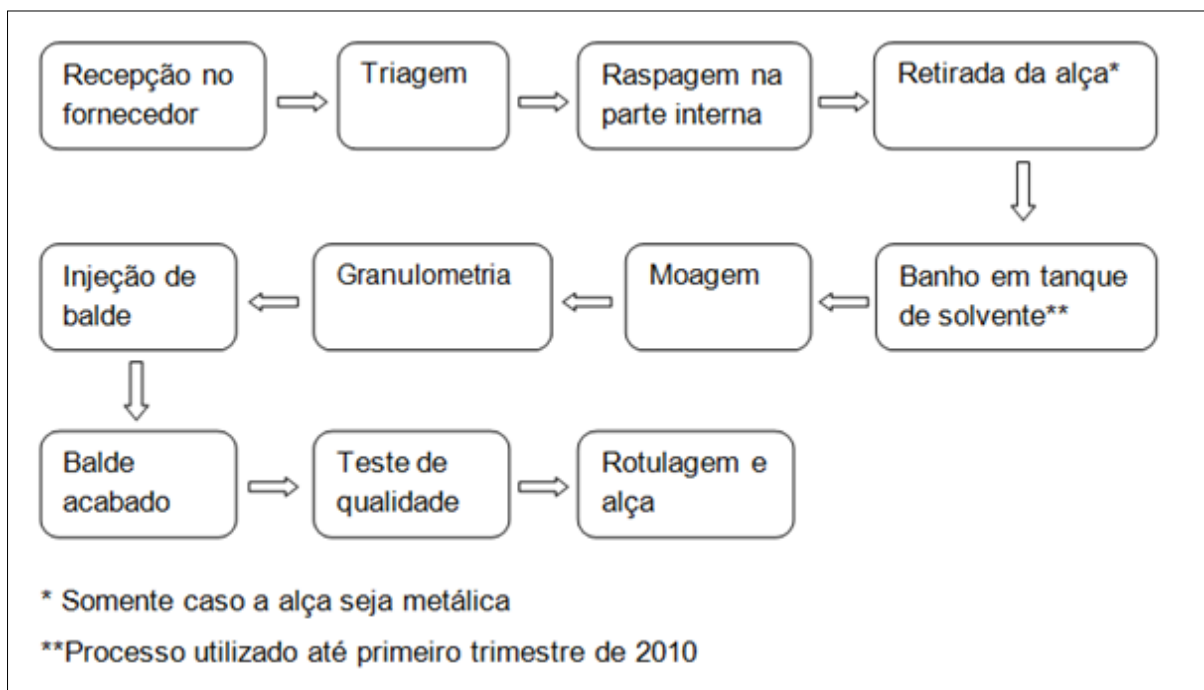 Recepção no
fornecedor
Triagem
Raspagem na
parte interna
Retirada da alça*
Banho em tanque
de solvente**
Moagem
Granulometria
Injeção de
balde
Balde
acabado
Teste de
qualidade
Rotulagem e
alça
* Somente caso a alça seja metálica
**Processo utilizado até primeiro trimestre de 2010